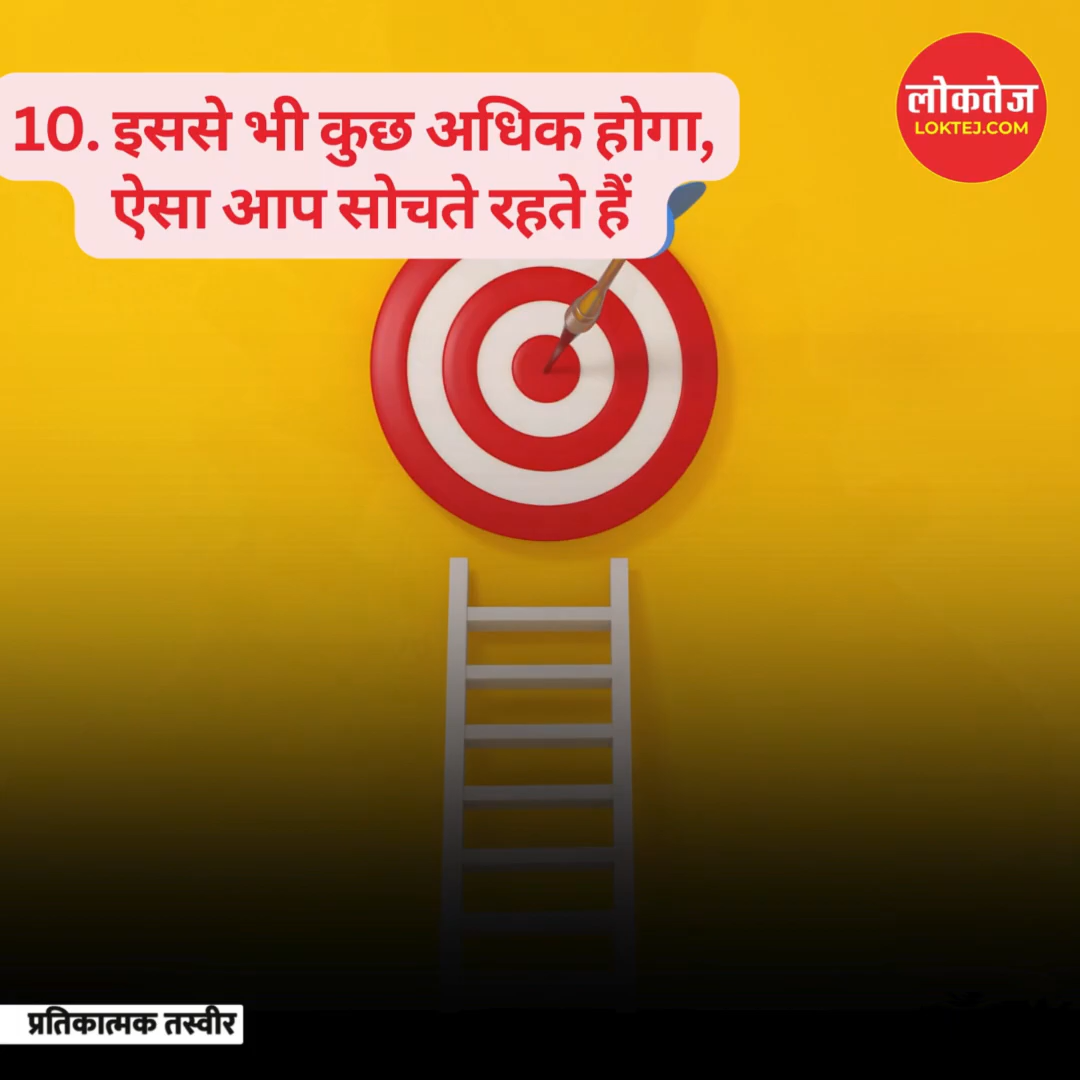 लोकतेज
LOKTEJ.COM
10. इससे भी कुछ अधिक होगा,
ऐसा आप सोचते रहते हैं
प्रतिकात्मक तस्वीर